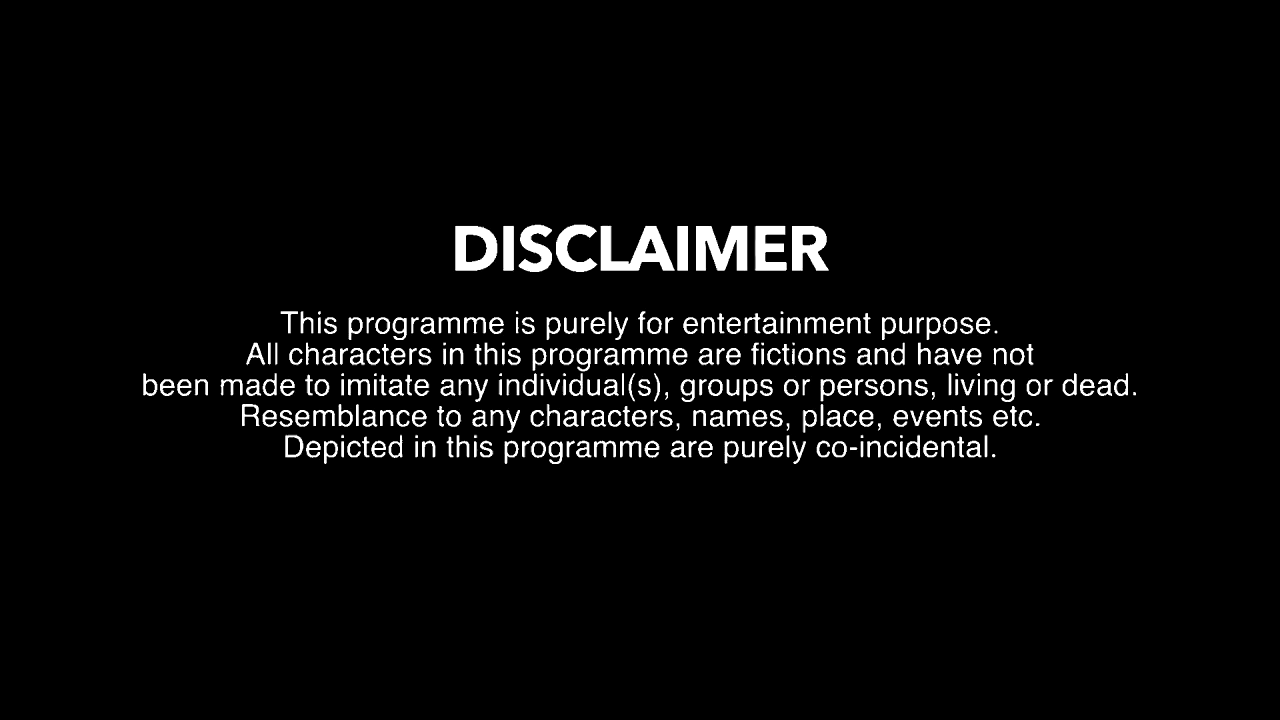 DISCLAIMER
This programme is purely for entertainment purpose.
All characters in this programme are fictions and have not
been made to imitate any individual(s), groups or persons, living or dead.
Resemblance to any characters, names, place, events etc.
Depicted in this programme are purely co-incidental.